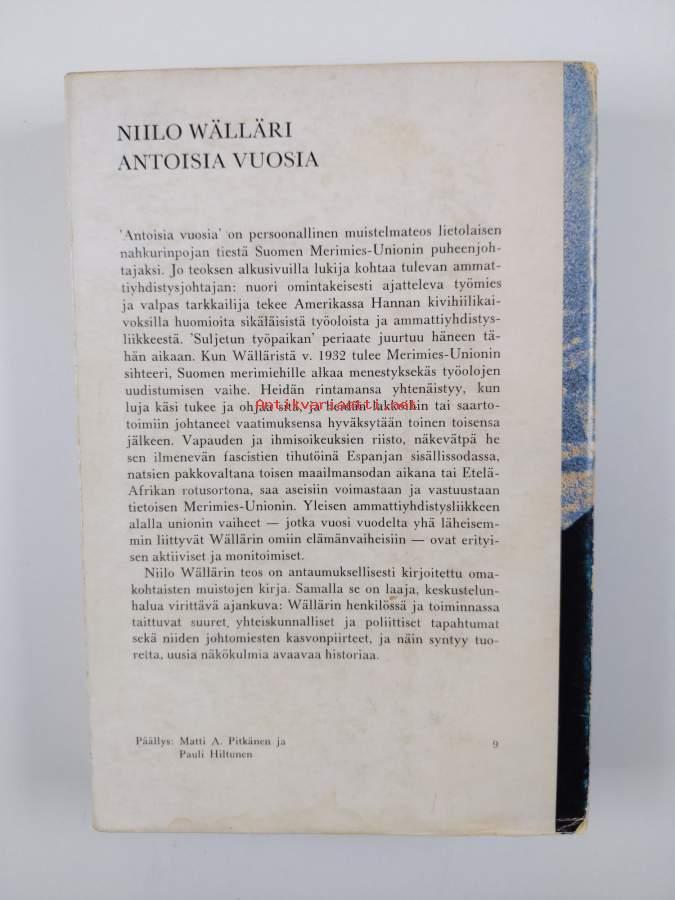 NIILO WÄLLÄRI
ANTOISIA VUOSIA
'Antoisia vuosia' on persoonallinen muistelmateos lietolaisen
nahkurinpojan tiestä Suomen Merimies-Unionin puheenjoh-
tajaksi. Jo teoksen alkusivuilla lukija kohtaa tulevan ammat-
tiyhdistysjohtajan: nuori omintakeisesti ajatteleva työmies
ja valpas tarkkailija tekee Amerikassa Hannan kivihiilikai-
voksilla huomioita sikäläisistä työoloista ja ammattiyhdistys-
liikkeestä. 'Suljetun työpaikan' periaate juurtuu häneen tä-
hän aikaan. Kun Wälläristä v. 1932 tulee Merimies-Unionin
sihteeri, Suomen merimiehille alkaa menestyksekäs työolojen
uudistumisen vaihe. Heidän rintamansa yhtenäistyy, kun
luja käsi tukee ja ohjaa sitä, ja heidän lakkoihin tai saarto-
Antikvariaatti.net
toimiin johtaneet vaatimuksensa hyväksytään toinen toisensa
jälkeen. Vapauden ja ihmisoikeuksien riisto, näkevätpä he
sen ilmenevän fascistien tihutöinä Espanjan sisällissodassa,
natsien pakkovaltana toisen maailmansodan aikana tai Etelä-
Afrikan rotusortona, saa aseisiin voimastaan ja vastuustaan
tietoisen Merimies-Unionin. Yleisen ammattiyhdistysliikkeen
alalla unionin vaiheet — jotka vuosi vuodelta yhä läheisem-
min liittyvät Wällärin omiin elämänvaiheisiin — ovat erityi-
sen aktiiviset ja monitoimiset.
Niilo Wällärin teos on antaumuksellisesti kirjoitettu oma-
kohtaisten muistojen kirja. Samalla se on laaja, keskustelun-
halua virittävä ajankuva: Wällärin henkilössä ja toiminnassa
taittuvat suuret yhteiskunnalliset ja poliittiset tapahtumat
sekä niiden johtomiesten kasvonpiirteet, ja näin syntyy tuo-
retta, uusia näkökulmia avaavaa historiaa.
Päällys: Matti A. Pitkänen ja
Pauli Hiltunen
9